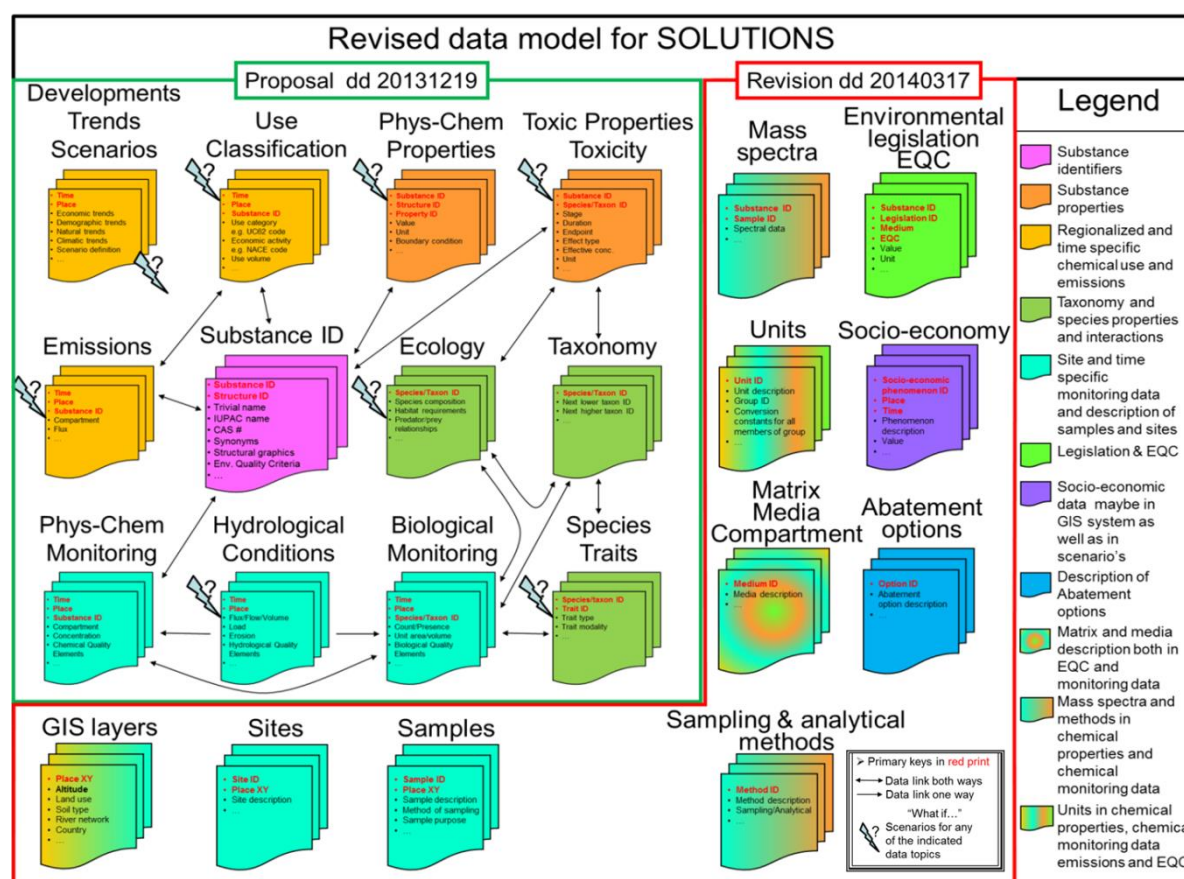 Revised data model for SOLUTIONS
Proposal dd 20131219
Revision dd 20140317
Developments
Trends
Scenarios
• Time
• Place
• Economic trends
• Demographic trends
• Natural trends
• Climatic trends
• Scenario definition
• …
?
Use
Classification
?
• Time
• Place
• Substance ID
• Use category
e.g. UC62 code
• Economic activity
e.g. NACE code
• Use volume
• …
Phys-Chem
Properties
?
• Substance ID
• Structure ID
• Property ID
• Value
• Unit
• Boundary condition
• …
Toxic Properties
Toxicity
?
• Substance ID
• Species/Taxon ID
• Stage
• Duration
• Endpoint
• Effect type
• Effective conc.
• Unit
• …
Emissions
?
• Time
• Place
• Substance ID
• Compartment
• Flux
• …
Substance ID
• Substance ID
• Structure ID
• Trivial name
• IUPAC name
• CAS #
• Synonyms
• Structural graphics
• Env. Quality Criteria
• …
Ecology
?
• Species/Taxon ID
• Species composition
• Habitat requirements
• Predator/prey
relationships
• …
Taxonomy
• Species/Taxon ID
• Next lower taxon ID
• Next higher taxon ID
• …
Phys-Chem
Monitoring
• Time
• Place
• Substance ID
• Compartment
• Concentration
• Chemical Quality
Elements
• …
Hydrological
Conditions
?
• Time
• Place
• Flux/Flow/Volume
• Load
• Erosion
• Hydrological Quality
Elements
• …
Biological
Monitoring
• Time
• Place
• Species/Taxon ID
• Count/Presence
• Unit area/volume
• Biological Quality
Elements
• …
Species
Traits
?
• Species/taxon ID
• Trait ID
• Trait type
• Trait modality
• …
Mass
spectra
• Substance ID
• Sample ID
• Spectral data
• …
Environmental
legislation
EQC
• Substance ID
• Legislation ID
• Medium
• EQC
• Value
• Unit
• …
Units
• Unit ID
• Unit description
• Group ID
• Conversion
constants for all
members of group
• …
Socio-economy
• Socio-economic
phenomenon ID
• Place
• Time
• Phenomenon
description
• Value
• …
Matrix
Media
Compartment
• Medium ID
• Media description
• …
Abatement
options
• Option ID
• Abatement
option description
• …
GIS layers
• Place XY
• Altitude
• Land use
• Soil type
• River network
• Country
• …
Sites
• Site ID
• Place XY
• Site description
• …
Samples
• Sample ID
• Place XY
• Sample description
• Method of sampling
• Sample purpose
• …
Sampling & analytical
methods
• Method ID
• Method description
• Sampling/Analytical
• …
➢ Primary keys in red print
Data link both ways
Data link one way
"What if…"
?
Scenarios for any
of the indicated
data topics
Legend
Substance
identifiers
Substance
properties
Regionalized and
time specific
chemical use and
emissions
Taxonomy and
species properties
and interactions
Site and time
specific
monitoring data
and description of
samples and sites
Legislation & EQC
Socio-economic
data maybe in
GIS system as
well as in
scenario's
Description of
Abatement
options
Matrix and media
description both in
EQC and
monitoring data
Mass spectra and
methods in
chemical
properties and
chemical
monitoring data
Units in chemical
properties, chemica
monitoring data
emissions and EQC